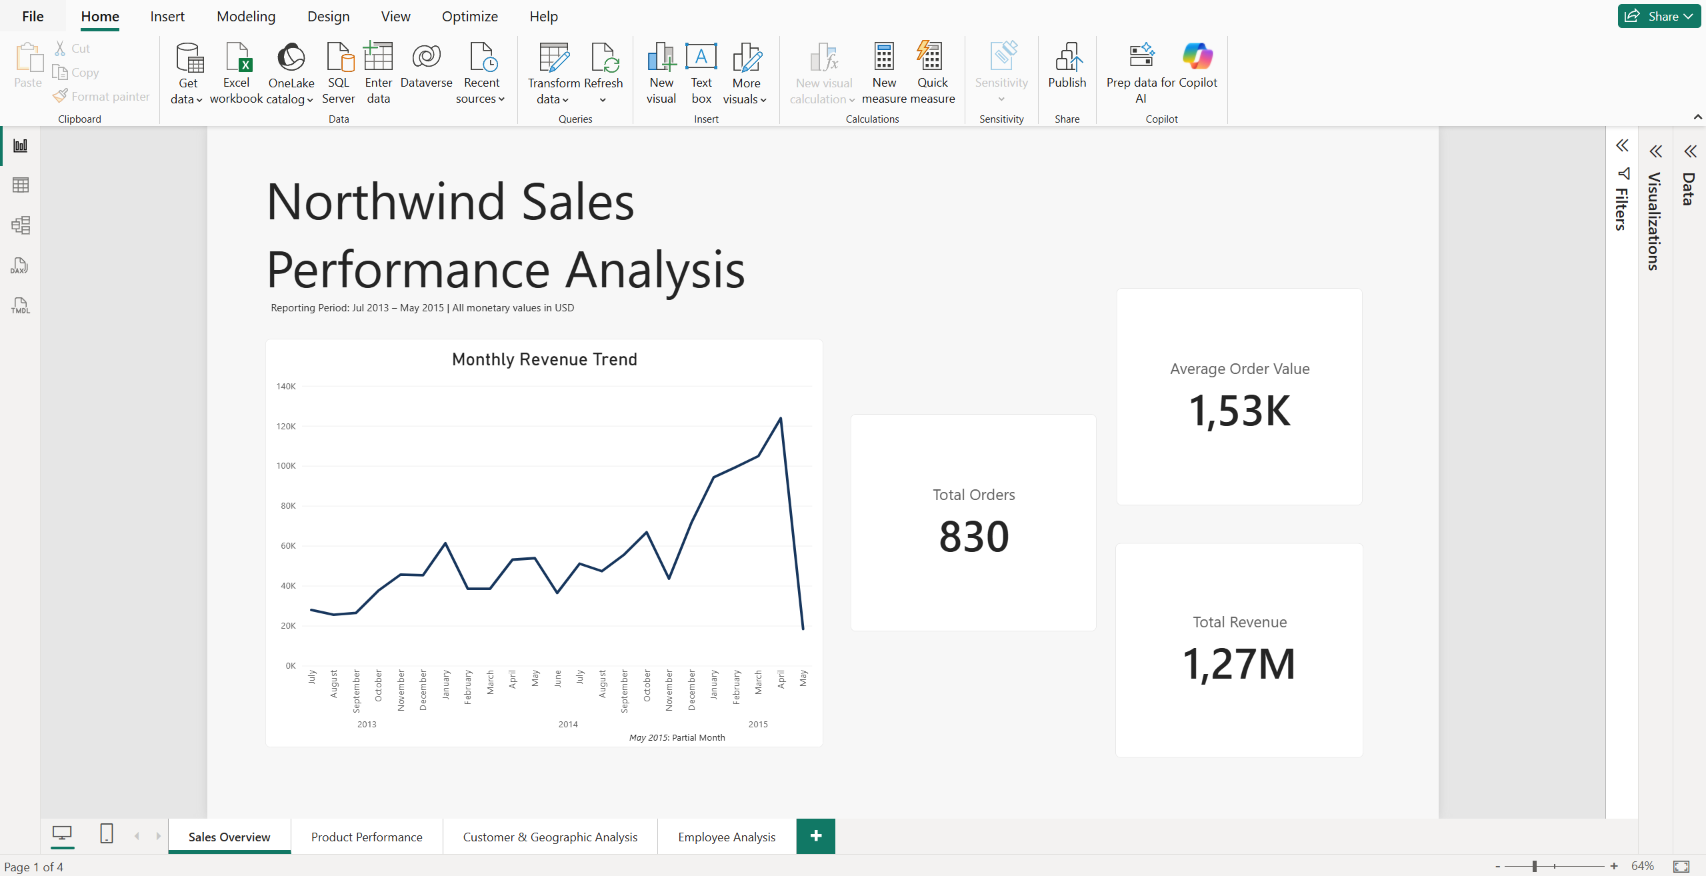 File Home Insert Modeling Design View Optimize Help Share
Paste
Cut
Copy
Format painter
Clipboard
Get data
Excel workbook
OneLake catalog
SQL Server
Enter data
Dataverse
Recent sources
Data
Transform data
Refresh
Queries
New visual
Text box
More visuals
Insert
New visual calculation
New measure
Quick measure
Calculations
Sensitivity
Sensitivity
Publish
Share
Prep data for AI
Copilot
Copilot
DAX
TMDL
Northwind Sales
Performance Analysis
Reporting Period: Jul 2013 – May 2015 | All monetary values in USD
Monthly Revenue Trend
140K
120K
100K
80K
60K
40K
20K
0K
July August September October November December January February March April May June July August September October November December January February March April May
2013 2014 2015
May 2015: Partial Month
Total Orders
830
Average Order Value
1,53K
Total Revenue
1,27M
Filters
Visualizations
Data
Sales Overview Product Performance Customer & Geographic Analysis Employee Analysis +
Page 1 of 4
- + 64%